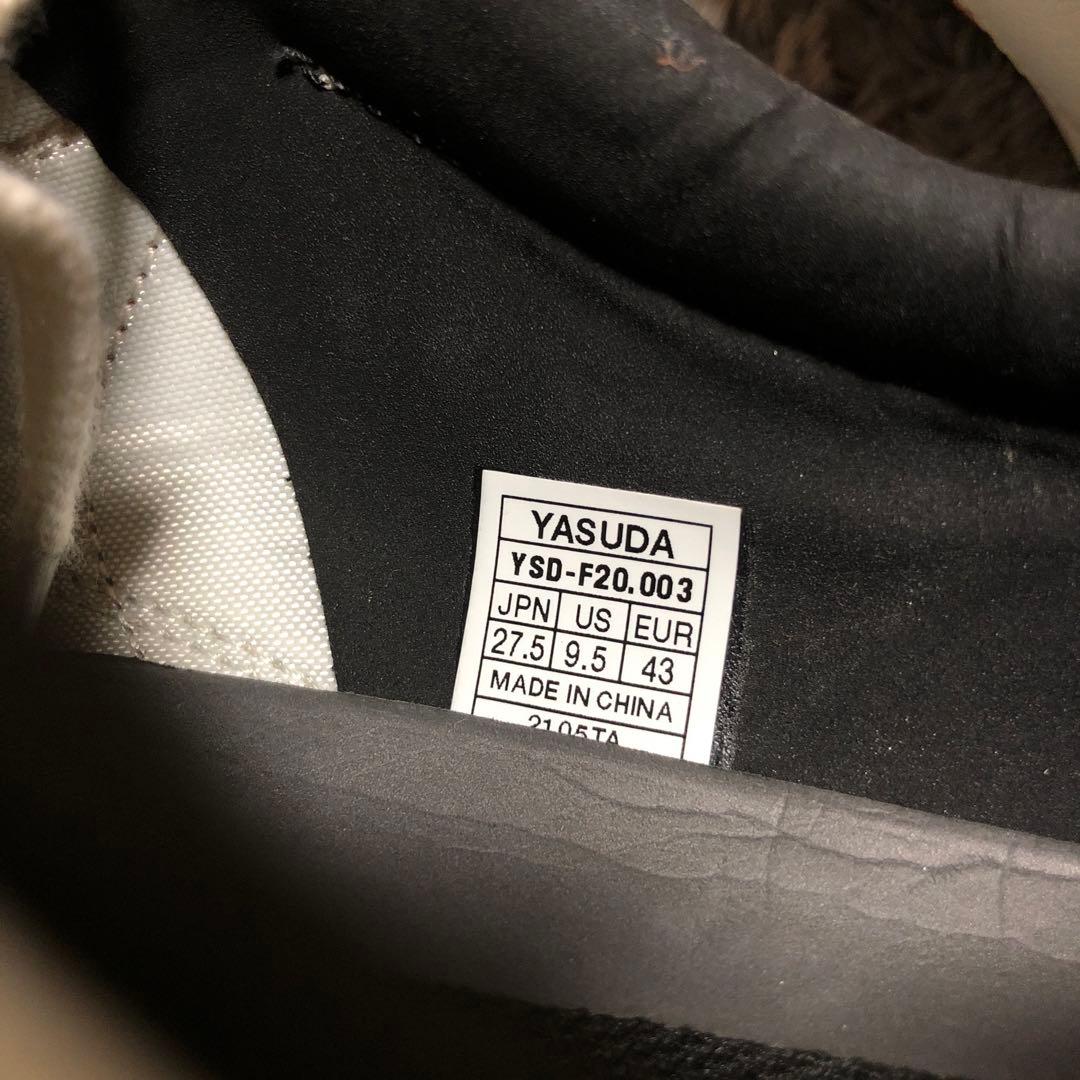 YASUDA
YSD-F20.003
JPN US EUR
27.5 9.5 43
MADE IN CHINA
2105TA